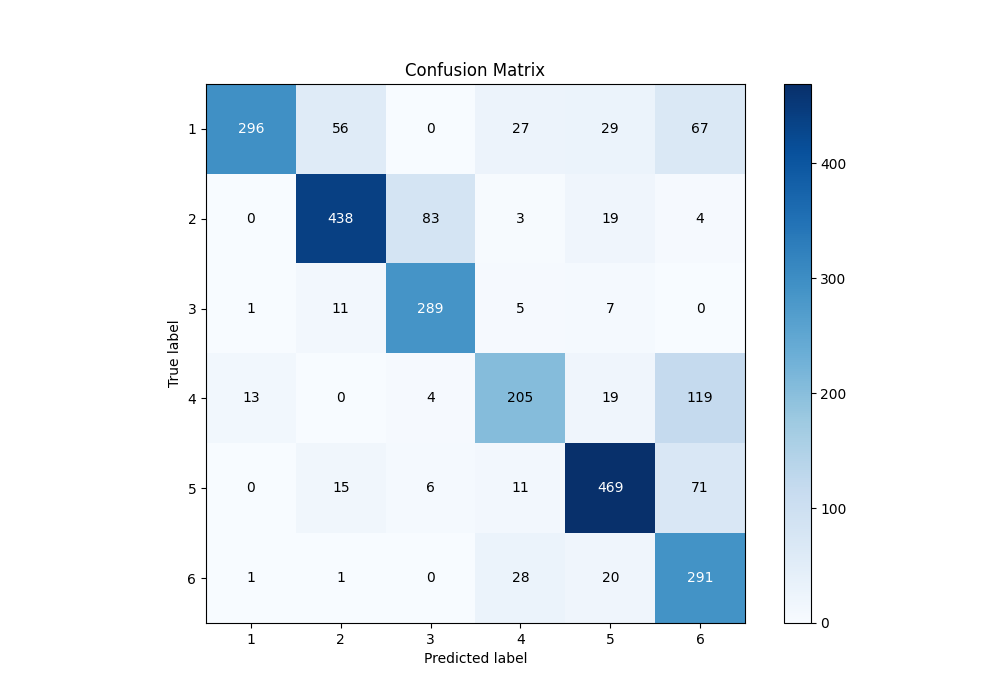 Confusion Matrix
1 296 56 0 27 29 67
2 0 438 83 3 19 4
3 1 11 289 5 7 0
4 13 0 4 205 19 119
5 0 15 6 11 469 71
6 1 1 0 28 20 291
1 2 3 4 5 6
Predicted label
True label
400
300
200
100
0